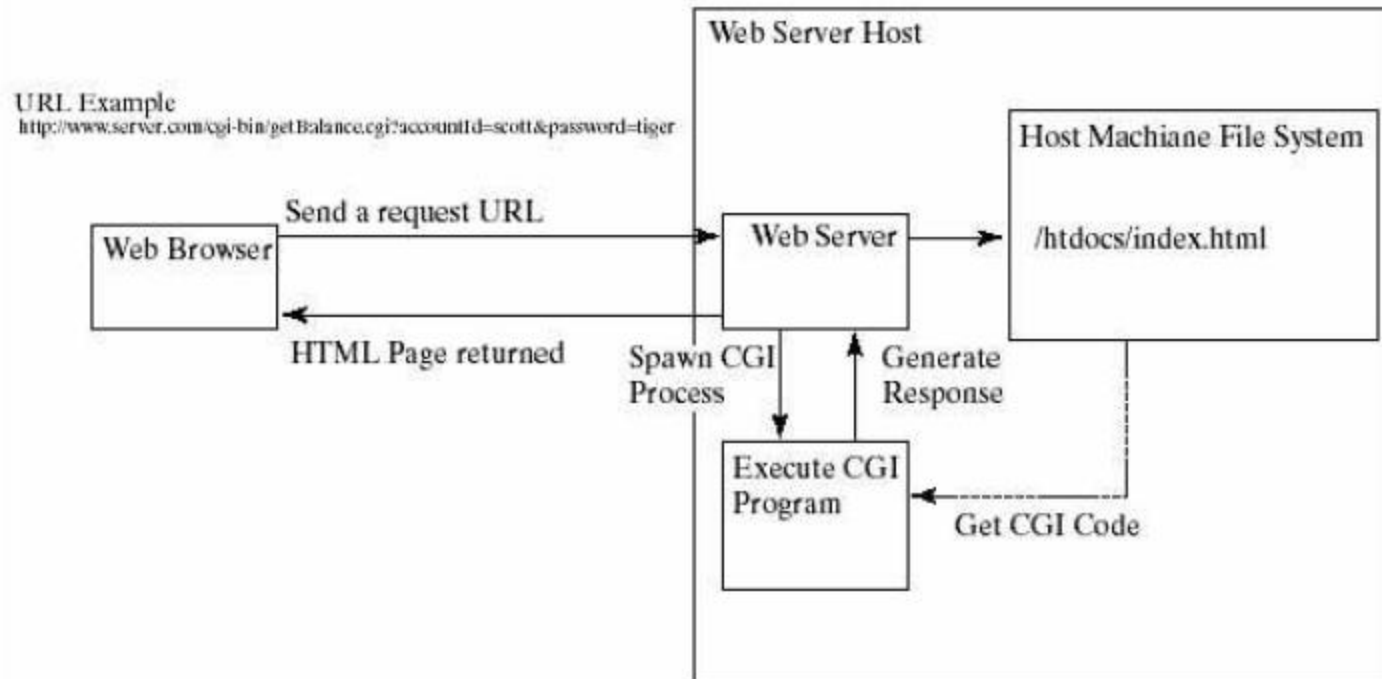 Web Server Host
URL Example
http://www.server.com/cgi-bin/getBalance.cgi?accountId=scott&password=tiger
Host Machiane File System
/htdocs/index.html
Send a request URL
Web Browser
Web Server
HTML Page returned
Spawn CGI
Process
Generate
Response
Execute CGI
Program
Get CGI Code